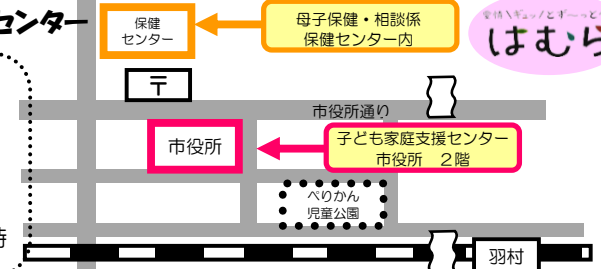 センター
保健
センター
母子保健・相談係
保健センター内
はむら
〒
市役所通り
市役所
子ども家庭支援センター
市役所 2階
ぺりかん
児童公園
時
羽村